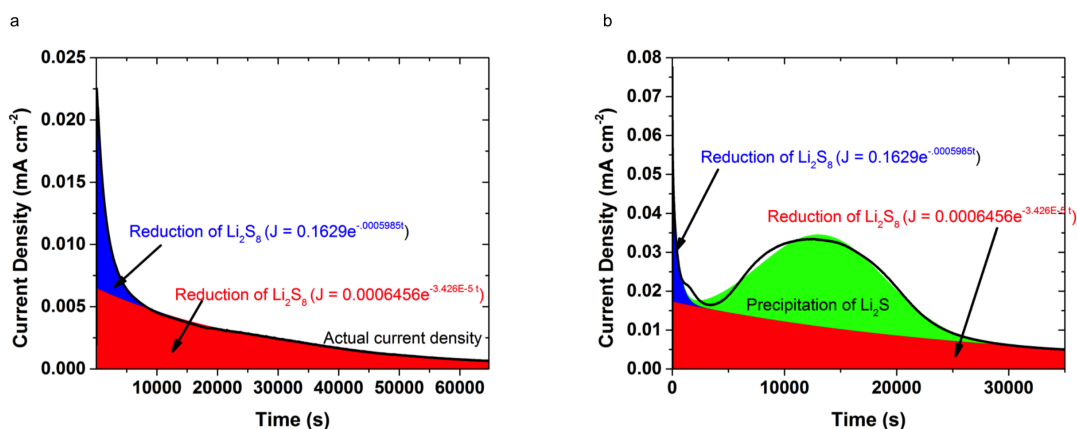 a
Current Density (mA cm⁻²)
0.025
0.020
0.015
0.010
0.005
0.000
Reduction of Li₂S₈ (J = 0.1629e^-.0005985t)
Reduction of Li₂S₈ (J = 0.0006456e^-3.426E-5 t)
Actual current density
10000 20000 30000 40000 50000 60000
Time (s)
b
Current Density (mA cm⁻²)
0.08
0.07
0.06
0.05
0.04
0.03
0.02
0.01
0.00
Reduction of Li₂S₈ (J = 0.1629e^-.0005985t)
Reduction of Li₂S₈ (J = 0.0006456e^-3.426E-5 t)
Precipitation of Li₂S
0 10000 20000 30000
Time (s)